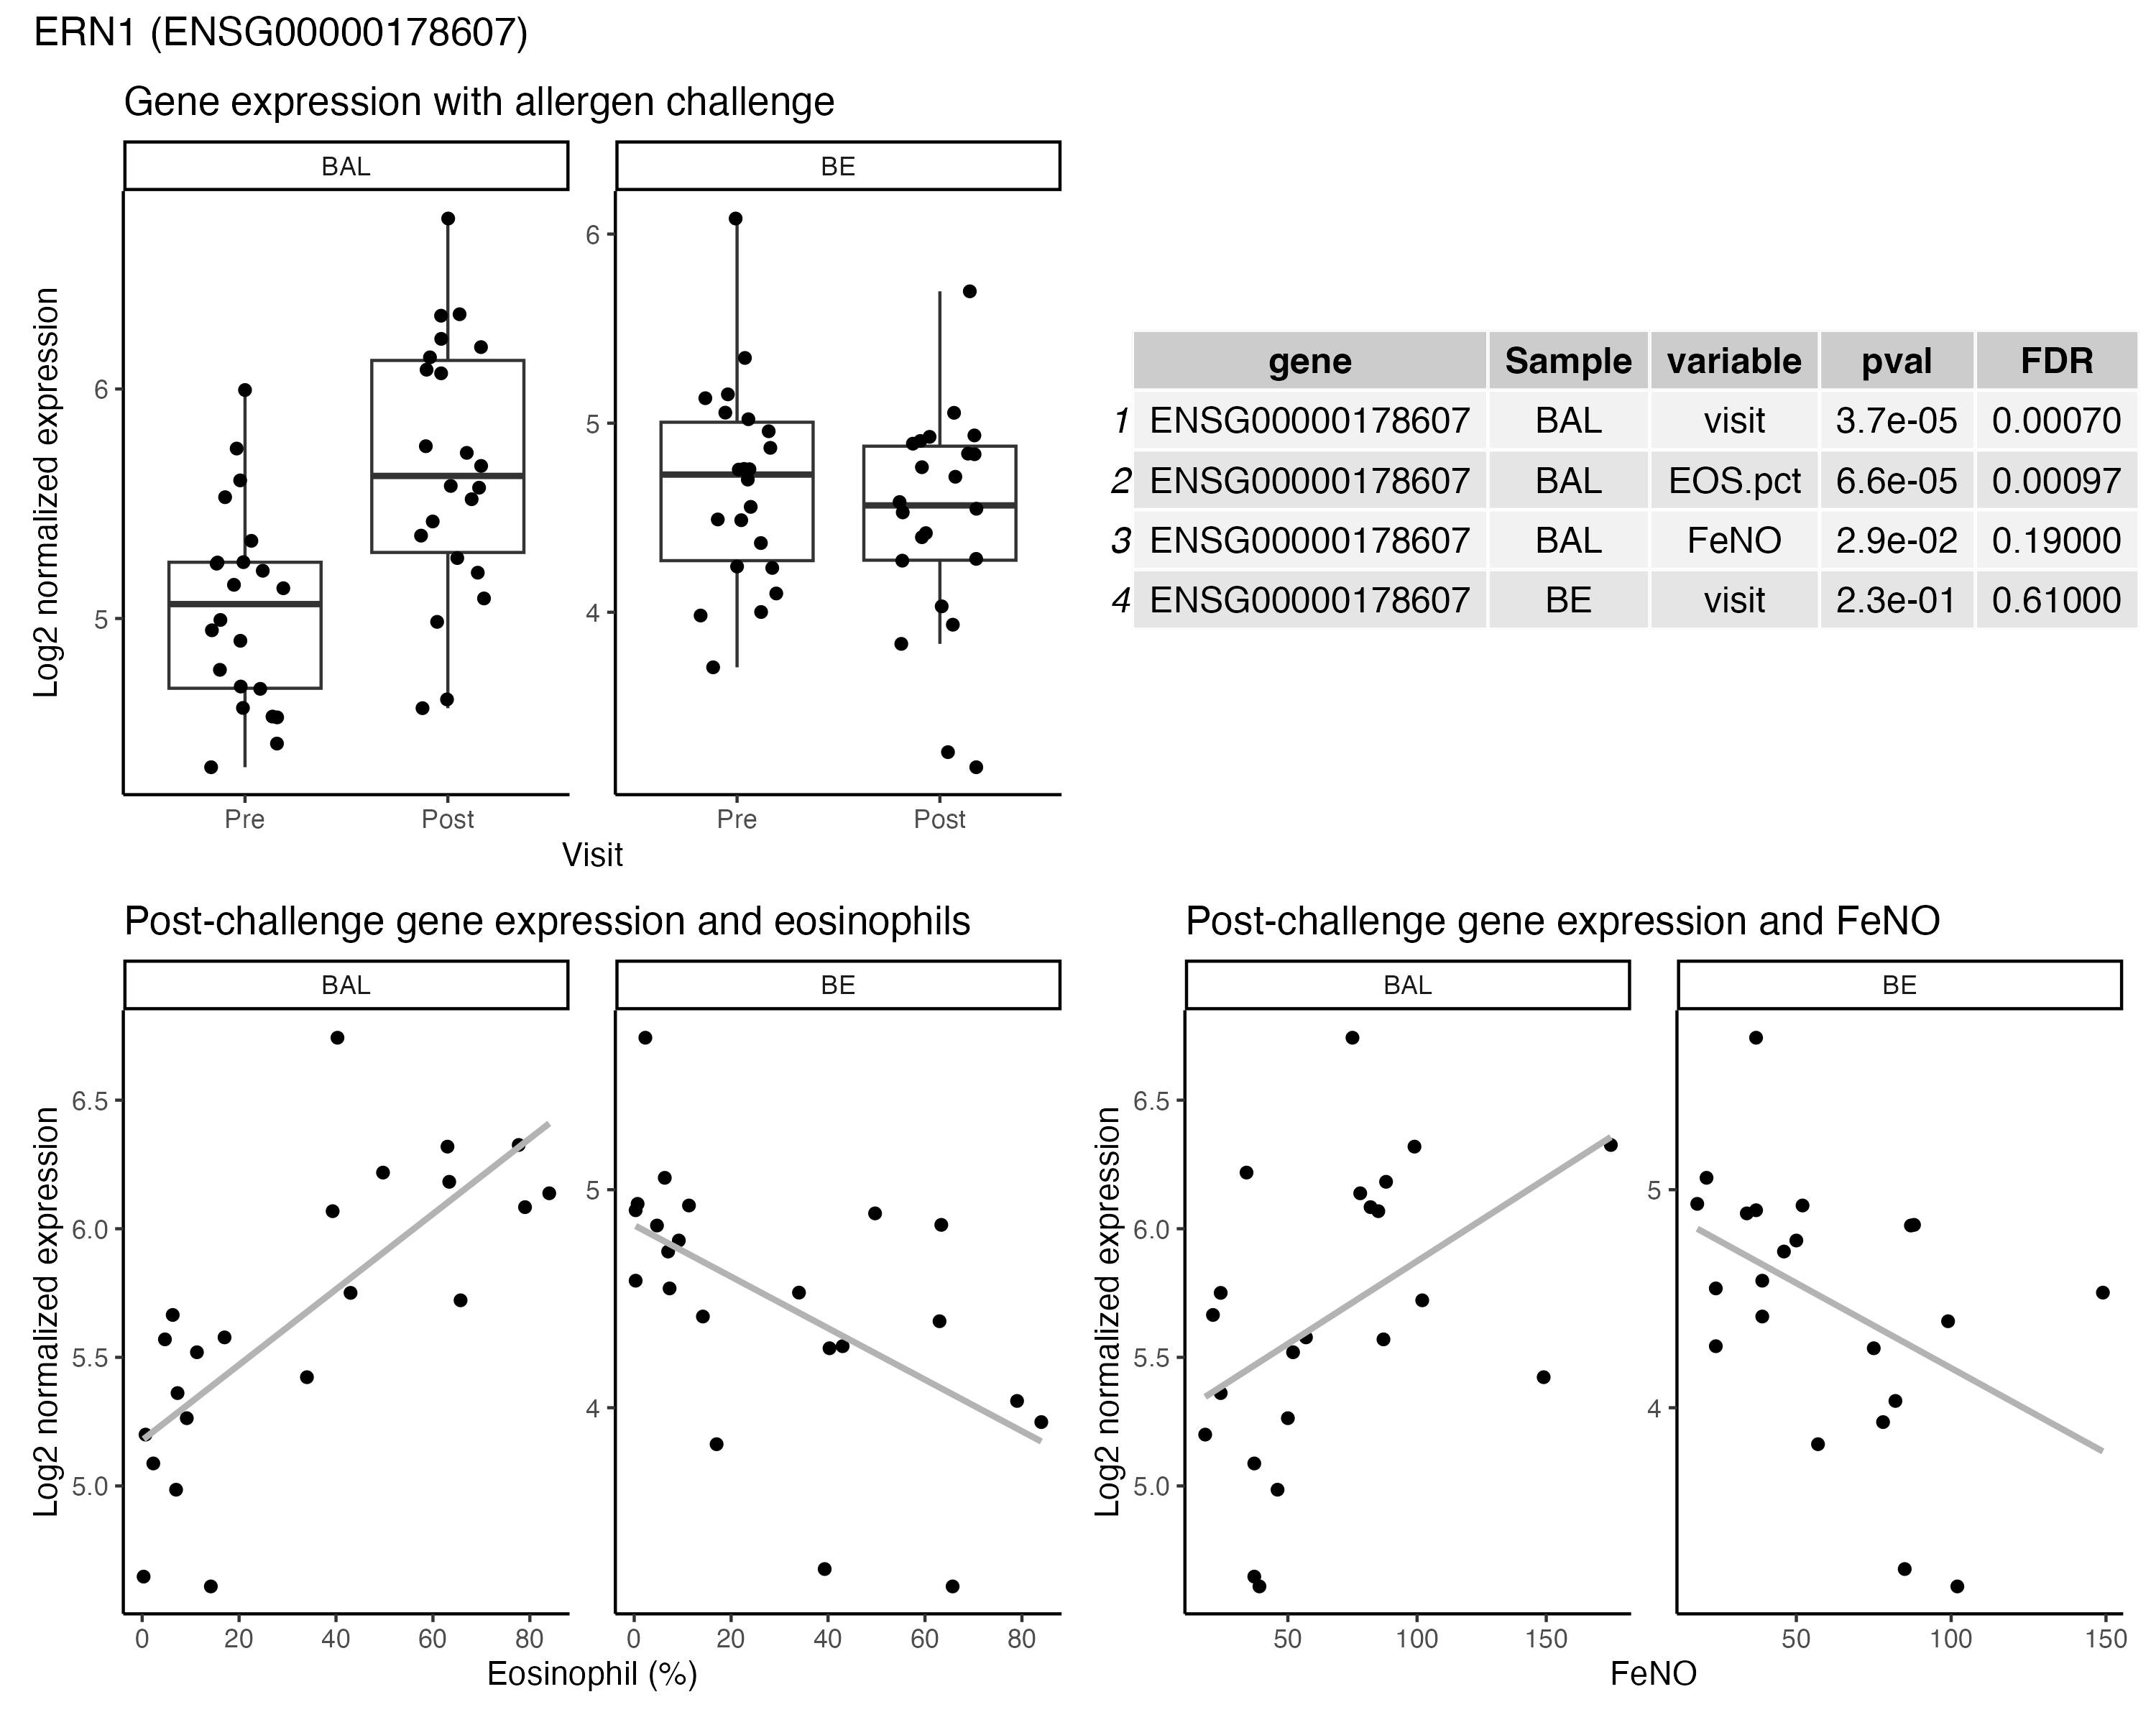 ERN1 (ENSG00000178607)
Gene expression with allergen challenge
BAL
BE
Log2 normalized expression
6
5
6
5
4
Pre
Post
Pre
Post
Visit
gene Sample variable pval FDR
1 ENSG00000178607 BAL visit 3.7e-05 0.00070
2 ENSG00000178607 BAL EOS.pct 6.6e-05 0.00097
3 ENSG00000178607 BAL FeNO 2.9e-02 0.19000
4 ENSG00000178607 BE visit 2.3e-01 0.61000
Post-challenge gene expression and eosinophils
BAL
BE
Log2 normalized expression
6.5
6.0
5.5
5.0
5
4
0 20 40 60 80
0 20 40 60 80
Eosinophil (%)
Post-challenge gene expression and FeNO
BAL
BE
Log2 normalized expression
6.5
6.0
5.5
5.0
5
4
50 100 150
50 100 150
FeNO